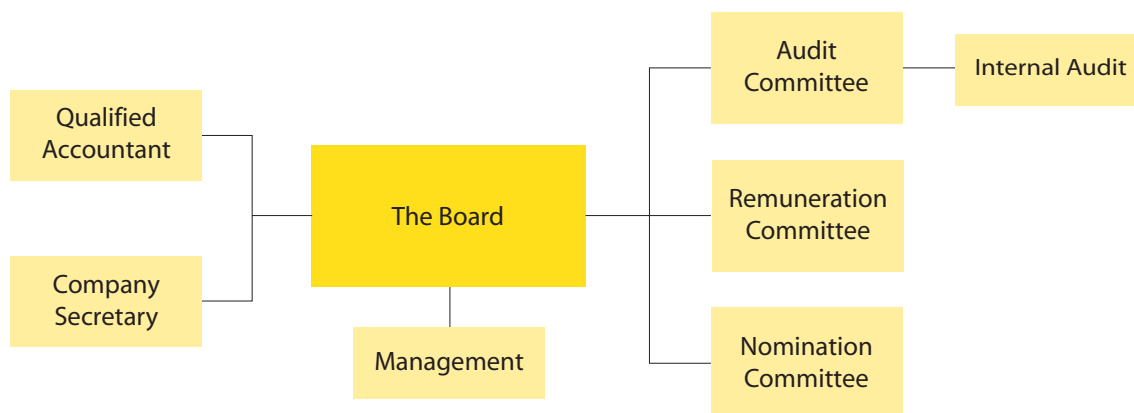 Qualified
Accountant
Company
Secretary
The Board
Management
Audit
Committee
Internal Audit
Remuneration
Committee
Nomination
Committee